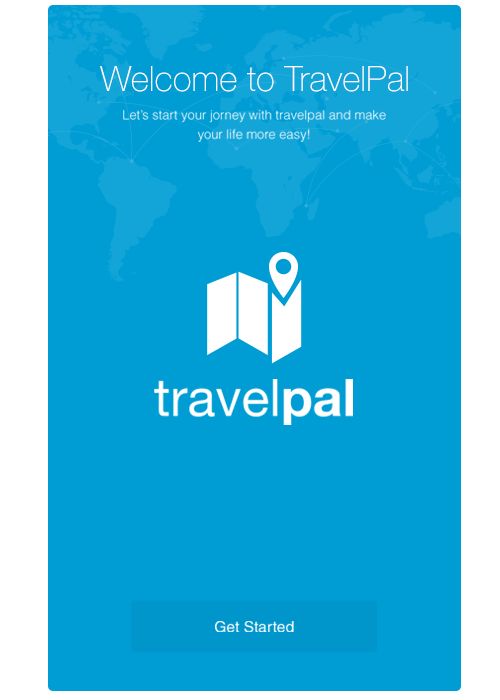 Welcome to TravelPal
Let's start your jorney with travelpal and make
your life more easy!
travelpal
Get Started